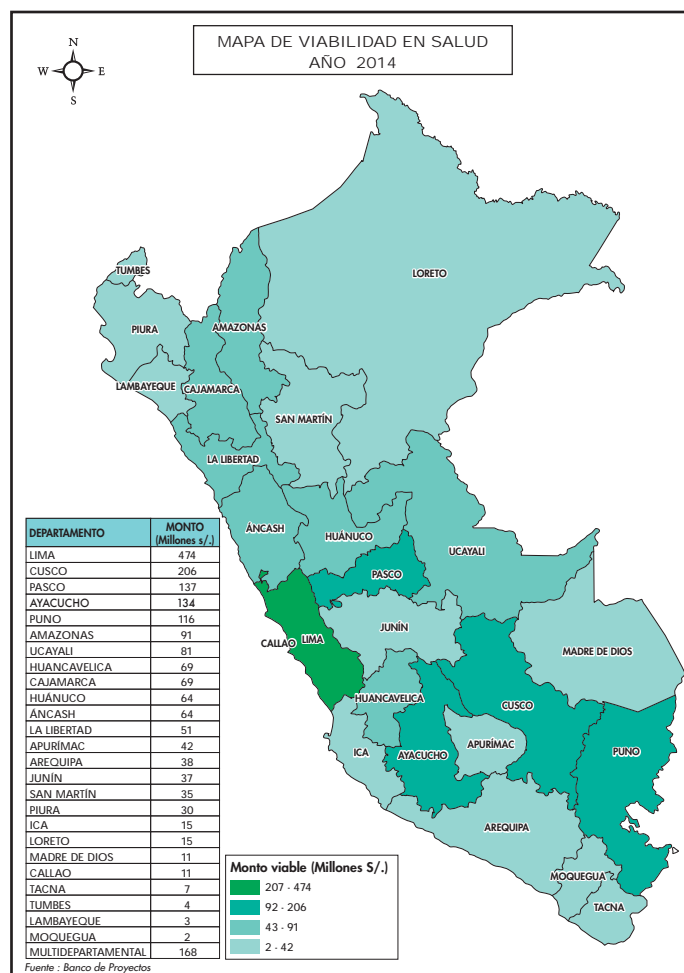 MAPA DE VIABILIDAD EN SALUD
AÑO 2014
N
W E
S
TUMBES
LORETO
PIURA
AMAZONAS
LAMBAYEQUE
CAJAMARCA
SAN MARTÍN
LA LIBERTAD
ÁNCASH
HUÁNUCO
UCAYALI
PASCO
JUNÍN
CALLAO
LIMA
MADRE DE DIOS
HUANCAVELICA
CUSCO
ICA
AYACUCHO
APURÍMAC
PUNO
AREQUIPA
MOQUEGUA
TACNA
DEPARTAMENTO MONTO (Millones s/.)
LIMA 474
CUSCO 206
PASCO 137
AYACUCHO 134
PUNO 116
AMAZONAS 91
UCAYALI 81
HUANCAVELICA 69
CAJAMARCA 69
HUÁNUCO 64
ÁNCASH 64
LA LIBERTAD 51
APURÍMAC 42
AREQUIPA 38
JUNÍN 37
SAN MARTÍN 35
PIURA 30
ICA 15
LORETO 15
MADRE DE DIOS 11
CALLAO 11
TACNA 7
TUMBES 4
LAMBAYEQUE 3
MOQUEGUA 2
MULTIDEPARTAMENTAL 168
Fuente : Banco de Proyectos
Monto viable (Millones S/.)
207 - 474
92 - 206
43 - 91
2 - 42